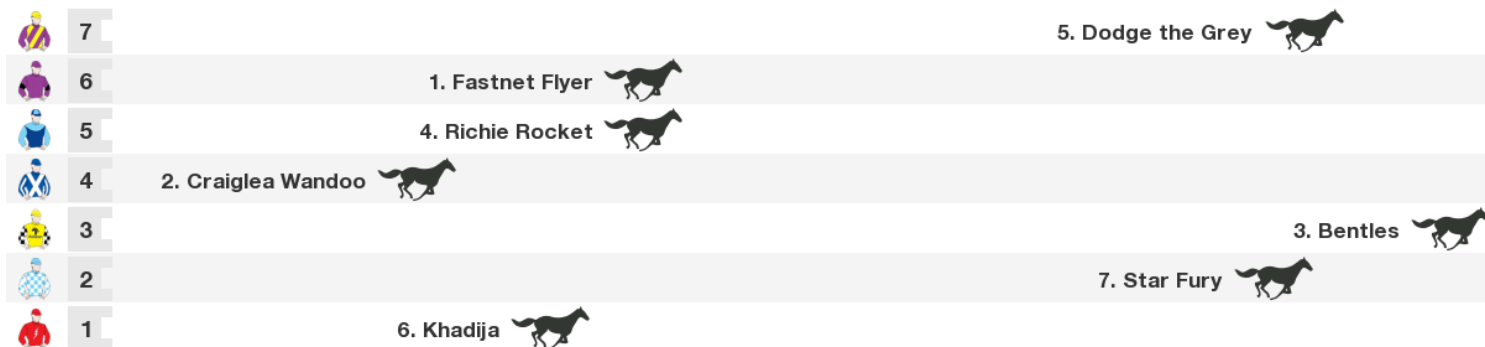 7 5. Dodge the Grey
6 1. Fastnet Flyer
5 4. Richie Rocket
4 2. Craiglea Wandoo
3 3. Bentles
2 7. Star Fury
1 6. Khadija